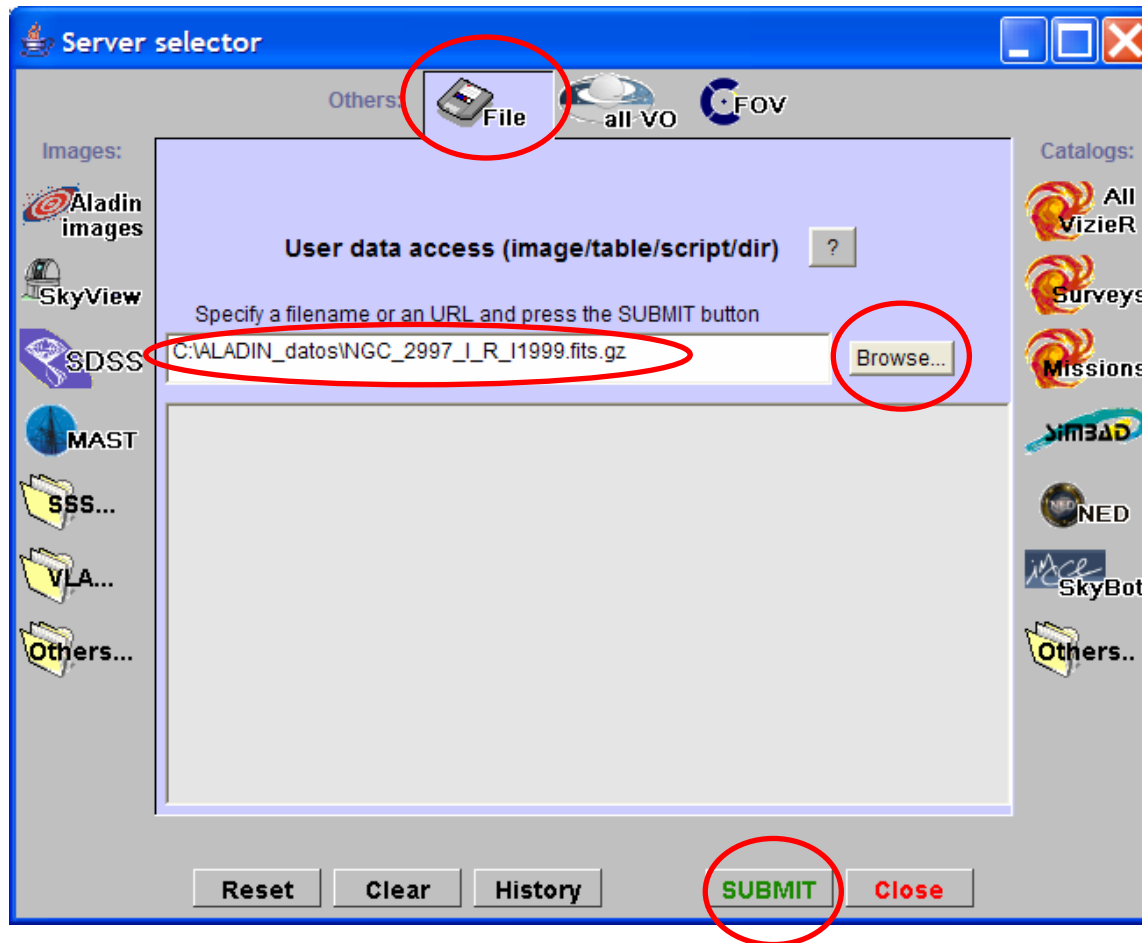 Server selector
Others:
File
all VO
FOV
Images:
Catalogs:
Aladin
images
All
VizieR
User data access (image/table/script/dir)
?
SkyView
Surveys
Specify a filename or an URL and press the SUBMIT button
SDSS
C:\ALADIN_datos\NGC_2997_I_R_I1999.fits.gz
Browse...
Missions
MAST
SIMBAD
SSS...
NED
VLA...
imcce
SkyBot
Others...
Others..
Reset
Clear
History
SUBMIT
Close